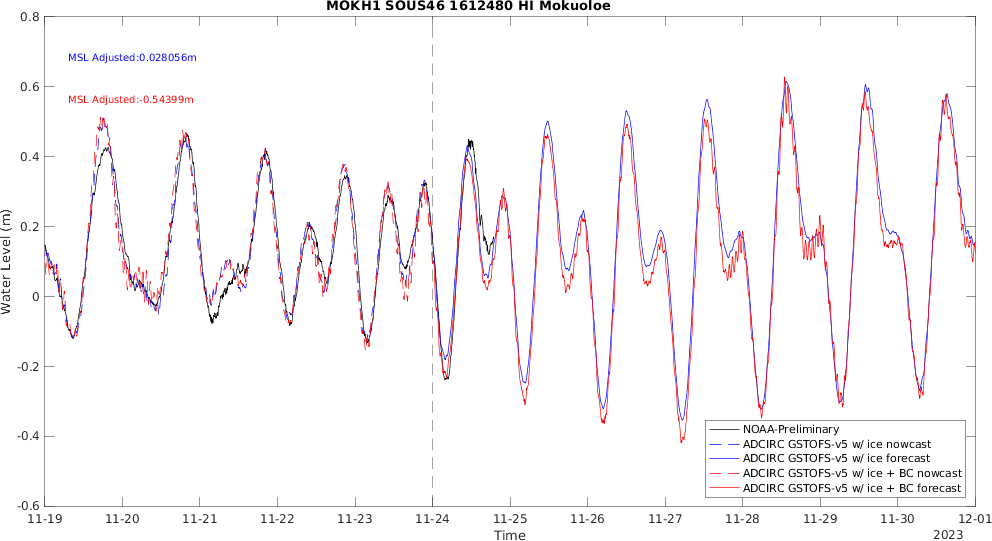 MOKH1 SOUS46 1612480 HI Mokuoloe
MSL Adjusted:0.028056m
MSL Adjusted:-0.54399m
Water Level (m)
0.8
0.6
0.4
0.2
0
-0.2
-0.4
-0.6
NOAA-Preliminary
ADCIRC GSTOFS-v5 w/ ice nowcast
ADCIRC GSTOFS-v5 w/ ice forecast
ADCIRC GSTOFS-v5 w/ ice + BC nowcast
ADCIRC GSTOFS-v5 w/ ice + BC forecast
11-19 11-20 11-21 11-22 11-23 11-24 11-25 11-26 11-27 11-28 11-29 11-30 12-01
Time
2023